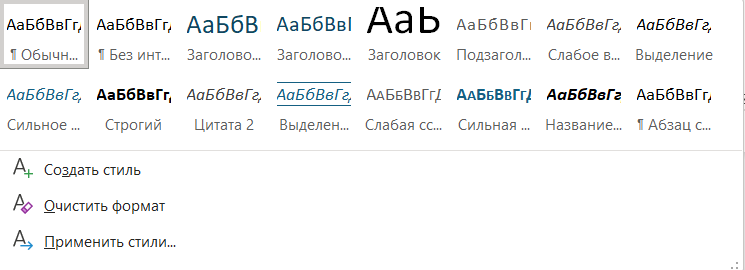 АаБбВвГг, АаБбВвГг, АаБбВ АаБбВвГ АаЬ АаБбВвГг АаБбВвГг, АаБбВвГг,
¶ Обычн... ¶ Без инт... Заголово... Заголово... Заголовок Подзагол... Слабое в... Выделение
АаБбВвГг, АаБбВвГг, АаБбВвГг, АаБбВвГг, АаБбВвГгД АаБбВвГгД АаБбВвГг АаБбВвГг,
Сильное ... Строгий Цитата 2 Выделен... Слабая сс... Сильная ... Название... ¶ Абзац с...
Создать стиль
Очистить формат
Применить стили...